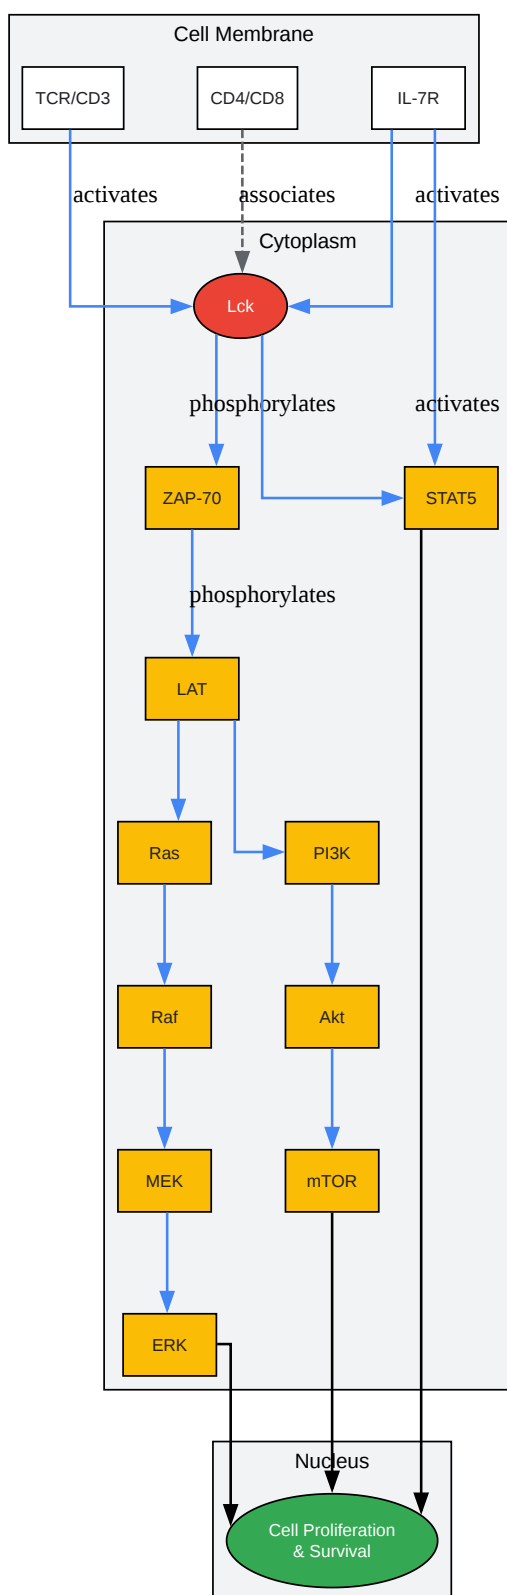 Cell Membrane
TCR/CD3
CD4/CD8
IL-7R
activates
associates
activates
Cytoplasm
Lck
phosphorylates
activates
ZAP-70
STAT5
phosphorylates
LAT
Ras
PI3K
Raf
Akt
MEK
mTOR
ERK
Nucleus
Cell Proliferation
& Survival